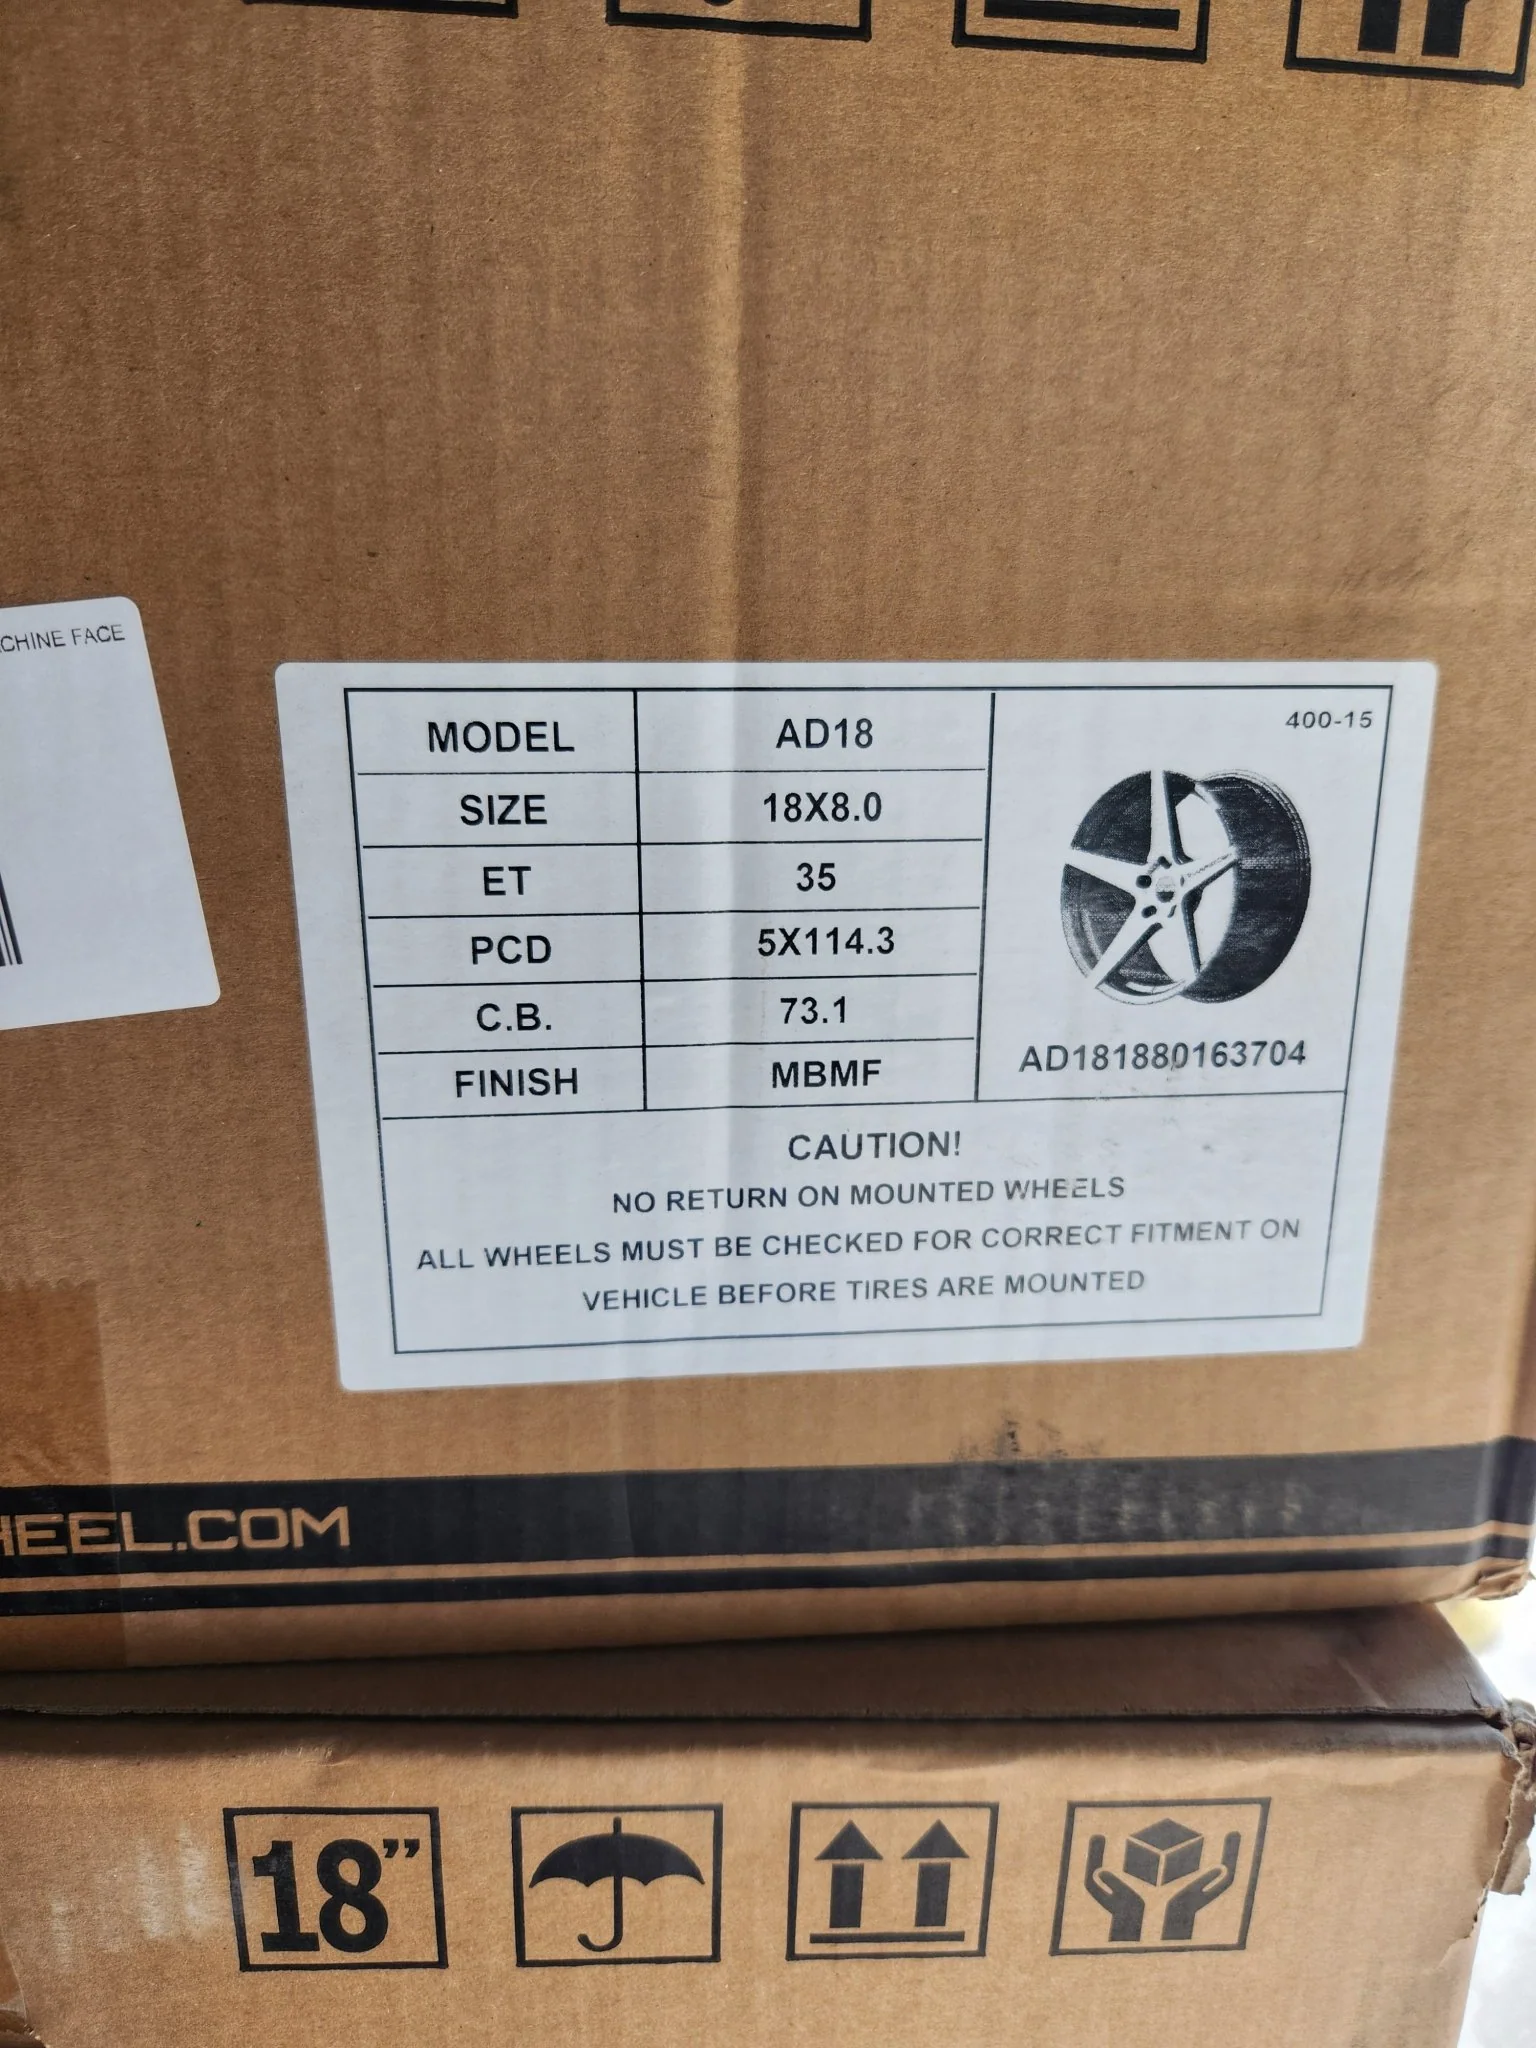 CHINE FACE
MODEL AD18
400-15
SIZE 18X8.0
ET 35
PCD 5X114.3
C.B. 73.1
FINISH MBMF
AD181880163704
CAUTION!
NO RETURN ON MOUNTED WHEELS
ALL WHEELS MUST BE CHECKED FOR CORRECT FITMENT ON
VEHICLE BEFORE TIRES ARE MOUNTED
HEEL.COM
18”